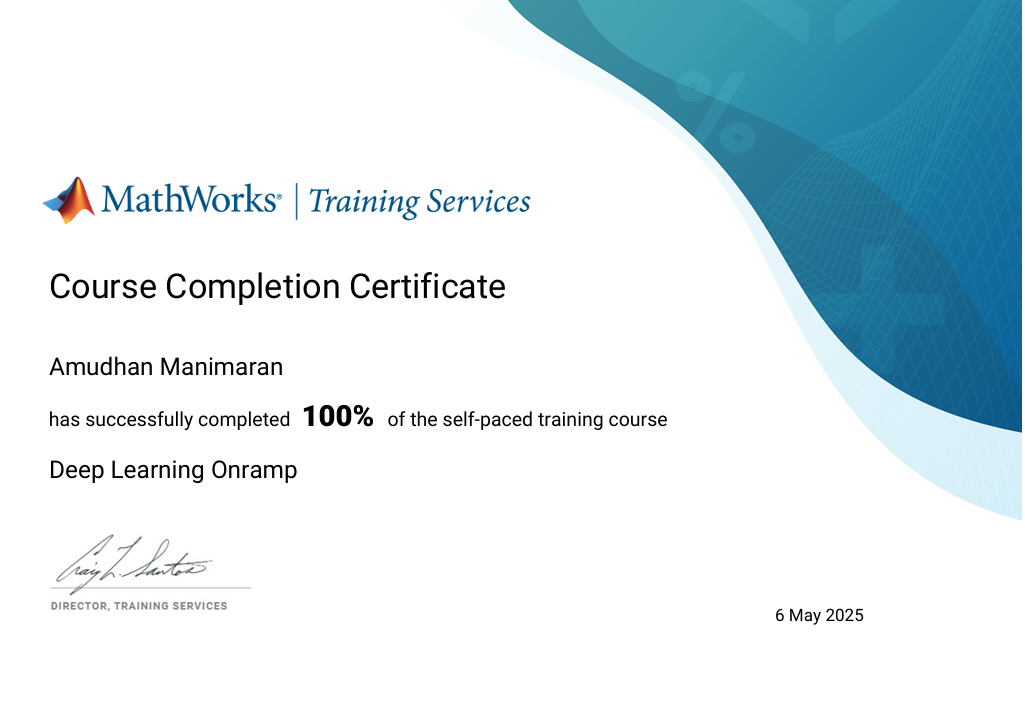 MathWorks® | Training Services
Course Completion Certificate
Amudhan Manimaran
has successfully completed 100% of the self-paced training course
Deep Learning Onramp
Craig L. Santos
DIRECTOR, TRAINING SERVICES
6 May 2025